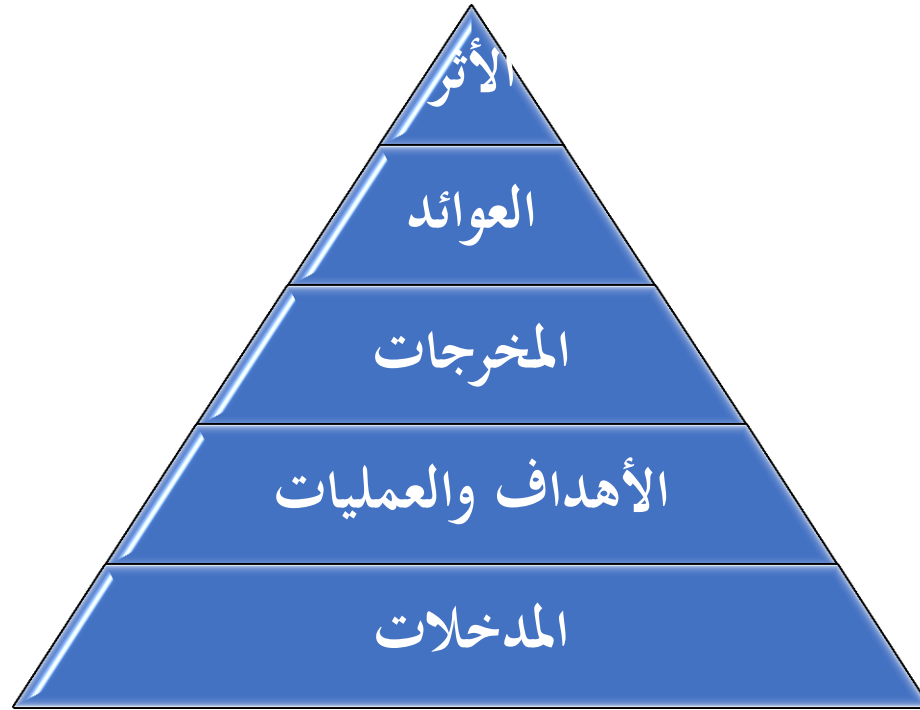 الأثر
العوائد
المخرجات
الأهداف والعمليات
المدخلات